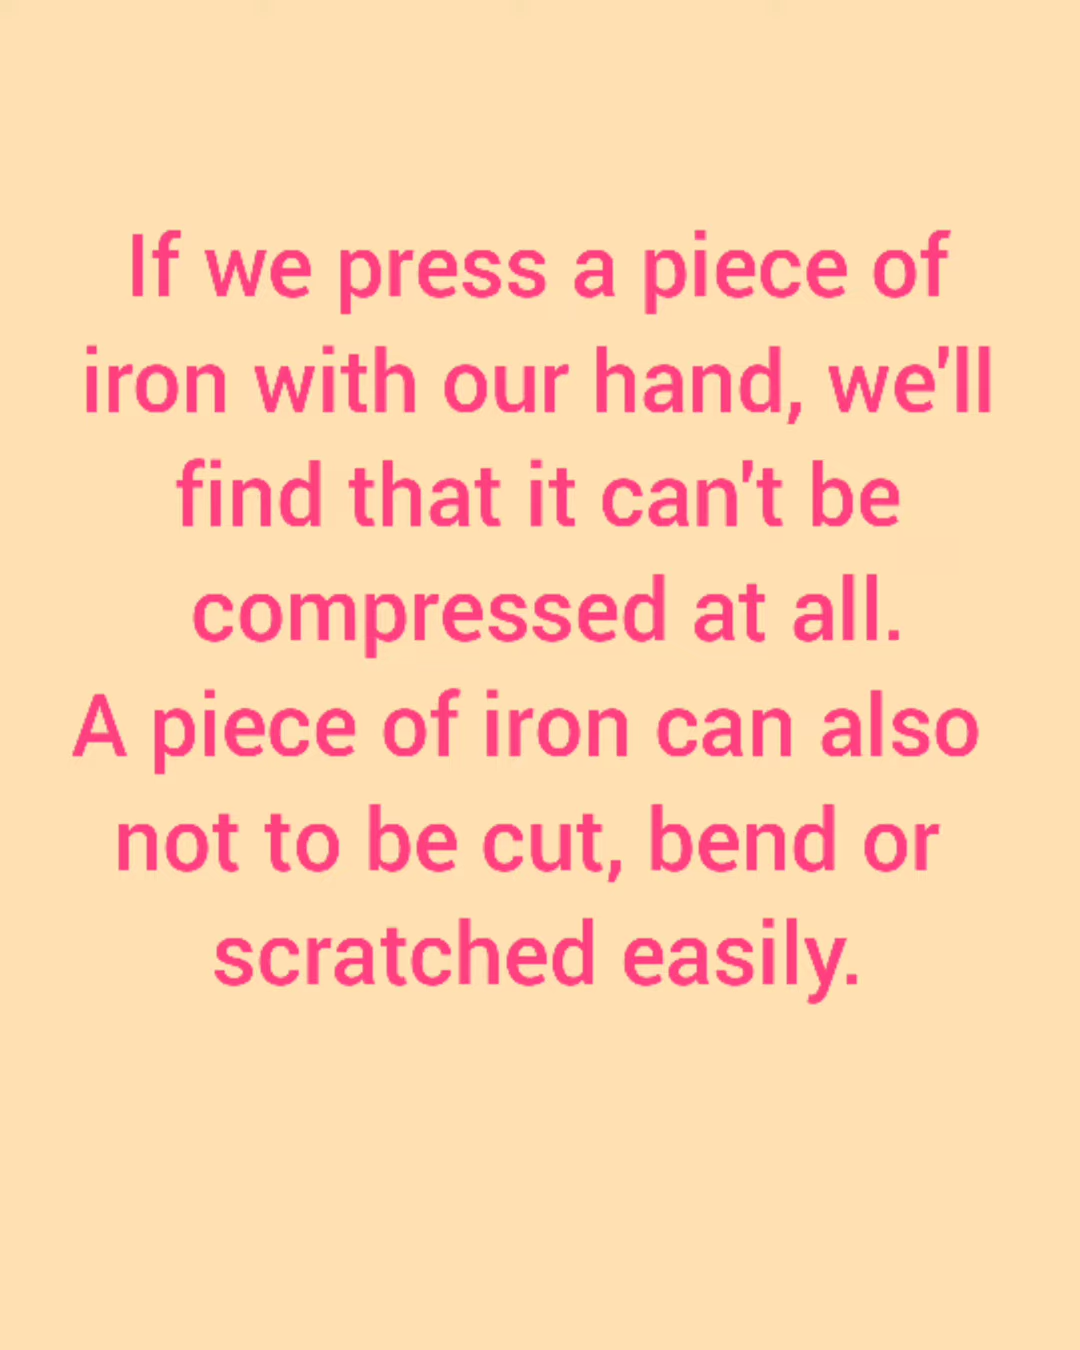 If we press a piece of
iron with our hand, we'll
find that it can't be
compressed at all.
A piece of iron can also
not to be cut, bend or
scratched easily.